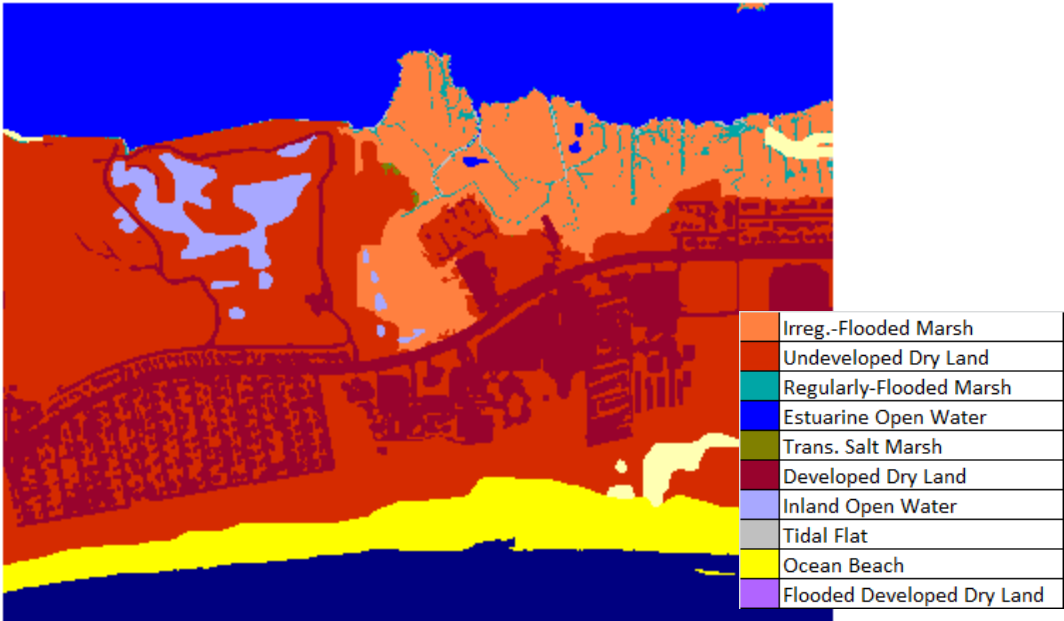 Irreg.-Flooded Marsh
Undeveloped Dry Land
Regularly-Flooded Marsh
Estuarine Open Water
Trans. Salt Marsh
Developed Dry Land
Inland Open Water
Tidal Flat
Ocean Beach
Flooded Developed Dry Land